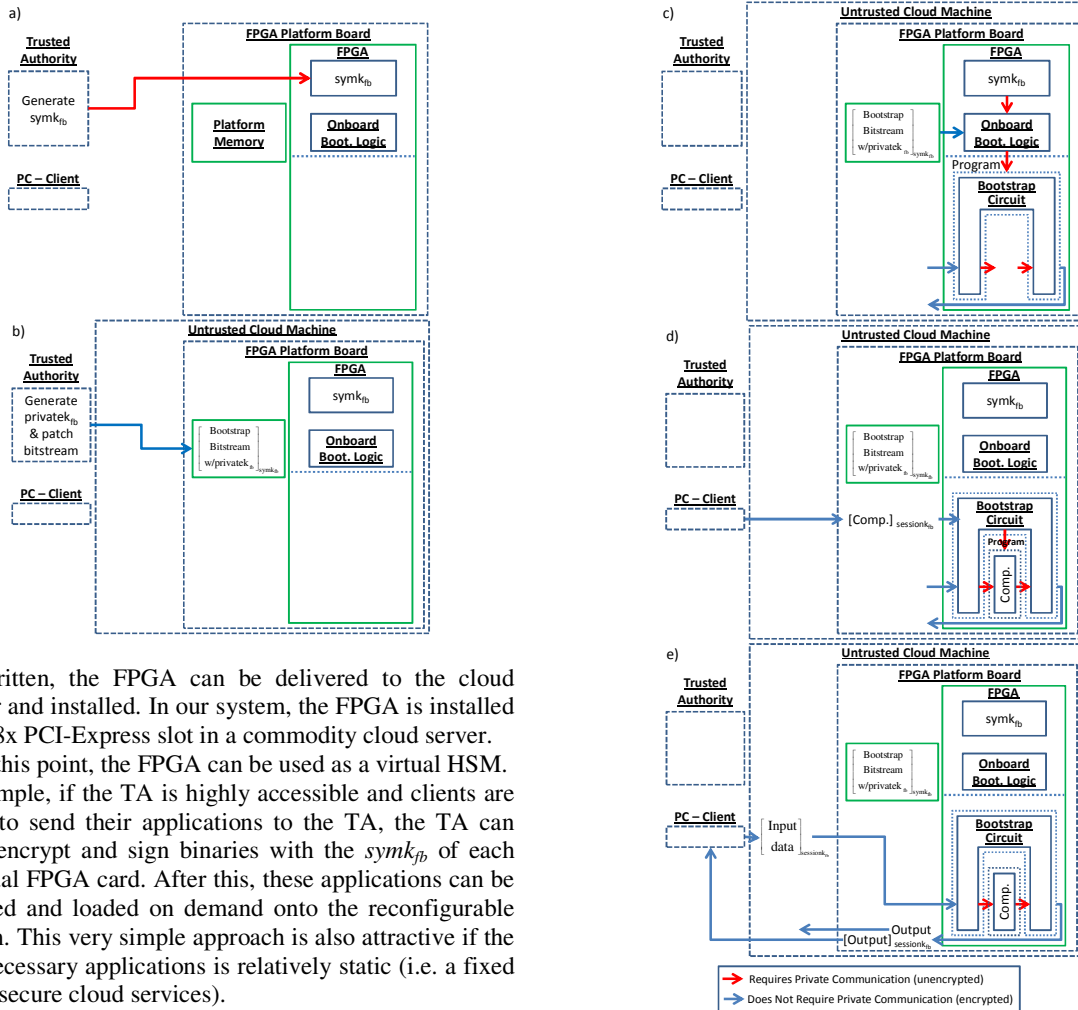 a)
FPGA Platform Board
Trusted
Authority
FPGA
Generate
symk_fb
symk_fb
Platform
Memory
Onboard
Boot. Logic
PC – Client
b)
Untrusted Cloud Machine
FPGA Platform Board
Trusted
Authority
FPGA
Generate
privatek_fb
& patch
bitstream
symk_fb
Bootstrap
Bitstream
w/privatek_fb
symk_fb
Onboard
Boot. Logic
PC – Client
ritten, the FPGA can be delivered to the cloud
r and installed. In our system, the FPGA is installed
8x PCI-Express slot in a commodity cloud server.
this point, the FPGA can be used as a virtual HSM.
mple, if the TA is highly accessible and clients are
to send their applications to the TA, the TA can
encrypt and sign binaries with the symk_fb of each
ual FPGA card. After this, these applications can be
ed and loaded on demand onto the reconfigurable
n. This very simple approach is also attractive if the
ecessary applications is relatively static (i.e. a fixed
secure cloud services).
c)
Untrusted Cloud Machine
FPGA Platform Board
Trusted
Authority
FPGA
symk_fb
Bootstrap
Bitstream
w/privatek_fb
symk_fb
Onboard
Boot. Logic
Program
PC – Client
Bootstrap
Circuit
d)
Untrusted Cloud Machine
FPGA Platform Board
Trusted
Authority
FPGA
symk_fb
Bootstrap
Bitstream
w/privatek_fb
symk_fb
Onboard
Boot. Logic
PC – Client
[Comp.] sessionk_fb
Bootstrap
Circuit
Program
Comp.
e)
Untrusted Cloud Machine
FPGA Platform Board
Trusted
Authority
FPGA
symk_fb
Bootstrap
Bitstream
w/privatek_fb
symk_fb
Onboard
Boot. Logic
PC – Client
Input
data
sessionk_fb
Bootstrap
Circuit
Comp.
Output
[Output] sessionk_fb
Requires Private Communication (unencrypted)
Does Not Require Private Communication (encrypted)